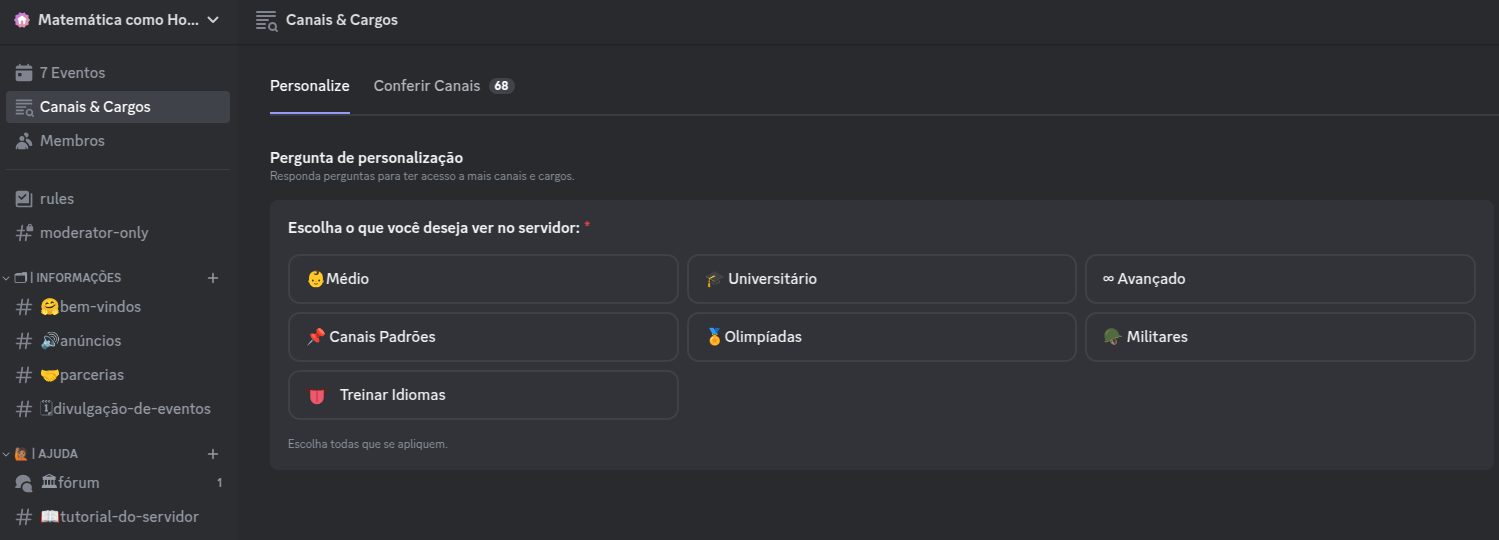 Matemática como Ho...
Canais & Cargos
7 Eventos
Canais & Cargos
Membros
rules
moderator-only
| INFORMAÇÕES
bem-vindos
anúncios
parcerias
divulgação-de-eventos
| AJUDA
fórum 1
tutorial-do-servidor
Personalize Conferir Canais 68
Pergunta de personalização
Responda perguntas para ter acesso a mais canais e cargos.
Escolha o que você deseja ver no servidor: *
👶Médio 🎓Universitário ∞ Avançado
📌 Canais Padrões 🏅Olimpíadas 🪖 Militares
👅 Treinar Idiomas
Escolha todas que se apliquem.